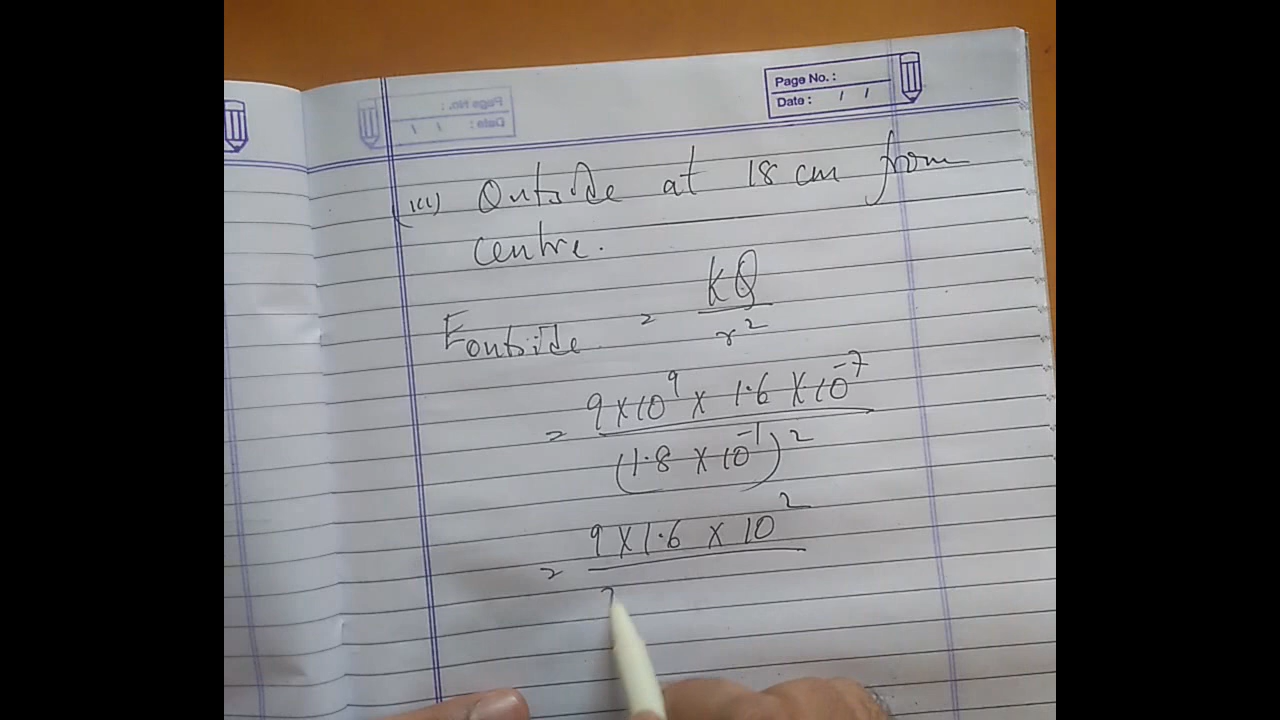 Page No. :
Date : / /
(iii) Outside at 18 cm from
centre.
Eoutside = kQ / r²
= 9 × 10⁹ × 1.6 × 10⁻⁷ / (1.8 × 10⁻¹)²
= 9 × 1.6 × 10² /